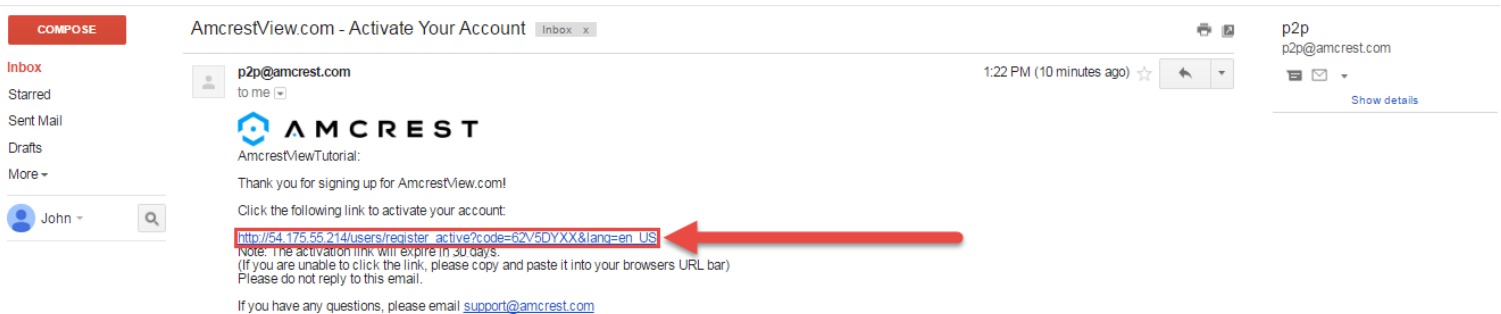 COMPOSE
Inbox
Starred
Sent Mail
Drafts
More
John
AmcrestView.com - Activate Your Account Inbox x
p2p@amcrest.com
1:22 PM (10 minutes ago)
to me
AMCREST
AmcrestViewTutorial:
Thank you for signing up for AmcrestView.com!
Click the following link to activate your account:
http://54.175.55.214/users/register_active?code=62V5DYXX&lang=en_US
Note: The activation link will expire in 30 days.
(If you are unable to click the link, please copy and paste it into your browsers URL bar)
Please do not reply to this email.
If you have any questions, please email support@amcrest.com
p2p
p2p@amcrest.com
Show details